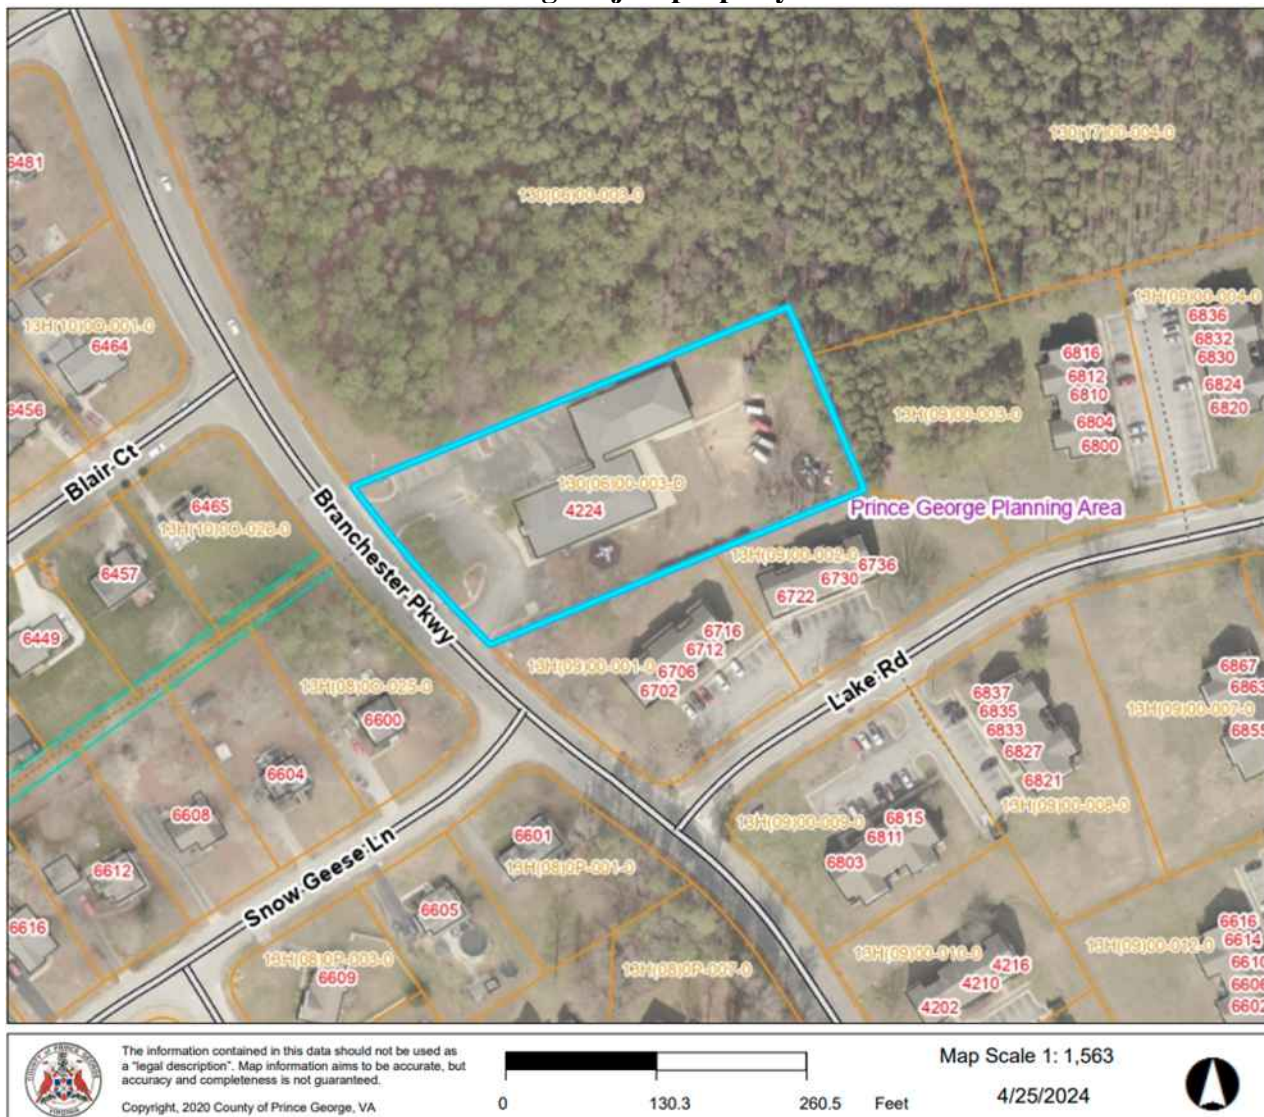 6481
130(17)00-004-0
130(06)00-003-0
13H(09)00-004-0
6836
6832
6830
6824
6820
13H(10)0O-001-0
6464
6816
6812
6810
6804
6800
6456
13H(09)00-003-0
Blair Ct
130(06)00-003-D
4224
6465
13H(10)0O-026-0
Branchester Pkwy
Prince George Planning Area
6457
13H(09)00-002-0
6736
6730
6722
6449
6716
6712
6706
6702
13H(09)00-001-0
Lake Rd
13H(08)0O-025-0
6600
6837
6835
6833
6827
6821
6867
6863
6855
13H(09)00-007-0
6604
13H(09)00-008-0
6608
13H(09)00-009-0
6815
6811
6803
6601
13H(08)0P-001-0
6612
Snow Geese Ln
6605
6616
13H(08)0P-003-0
6609
13H(08)0P-007-0
13H(09)00-010-0
4216
4210
4202
13H(09)00-012-0
6616
6614
6610
6606
6602
The information contained in this data should not be used as
a "legal description". Map information aims to be accurate, but
accuracy and completeness is not guaranteed.
Copyright, 2020 County of Prince George, VA
0 130.3 260.5 Feet
Map Scale 1: 1,563
4/25/2024